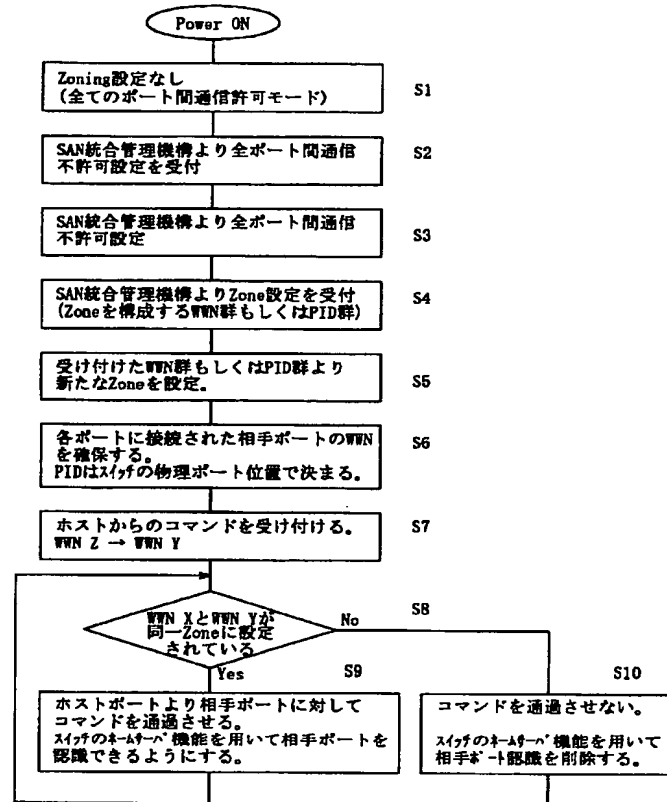 Power ON
Zoning設定なし
(全てのポート間通信許可モード)
S1
SAN統合管理機構より全ポート間通信
不許可設定を受付
S2
SAN統合管理機構より全ポート間通信
不許可設定
S3
SAN統合管理機構よりZone設定を受付
(Zoneを構成するWWN群もしくはPID群)
S4
受け付けたWWN群もしくはPID群より
新たなZoneを設定。
S5
各ポートに接続された相手ポートのWWN
を確保する。
PIDはスイッチの物理ポート位置で決まる。
S6
ホストからのコマンドを受け付ける。
WWN Z → WWN Y
S7
WWN XとWWN Yが
同一Zoneに設定
されている
No
S8
Yes
S9
ホストポートより相手ポートに対して
コマンドを通過させる。
スイッチのネームサーバ機能を用いて相手ポートを
認識できるようにする。
S10
コマンドを通過させない。
スイッチのネームサーバ機能を用いて
相手ポート認識を削除する。